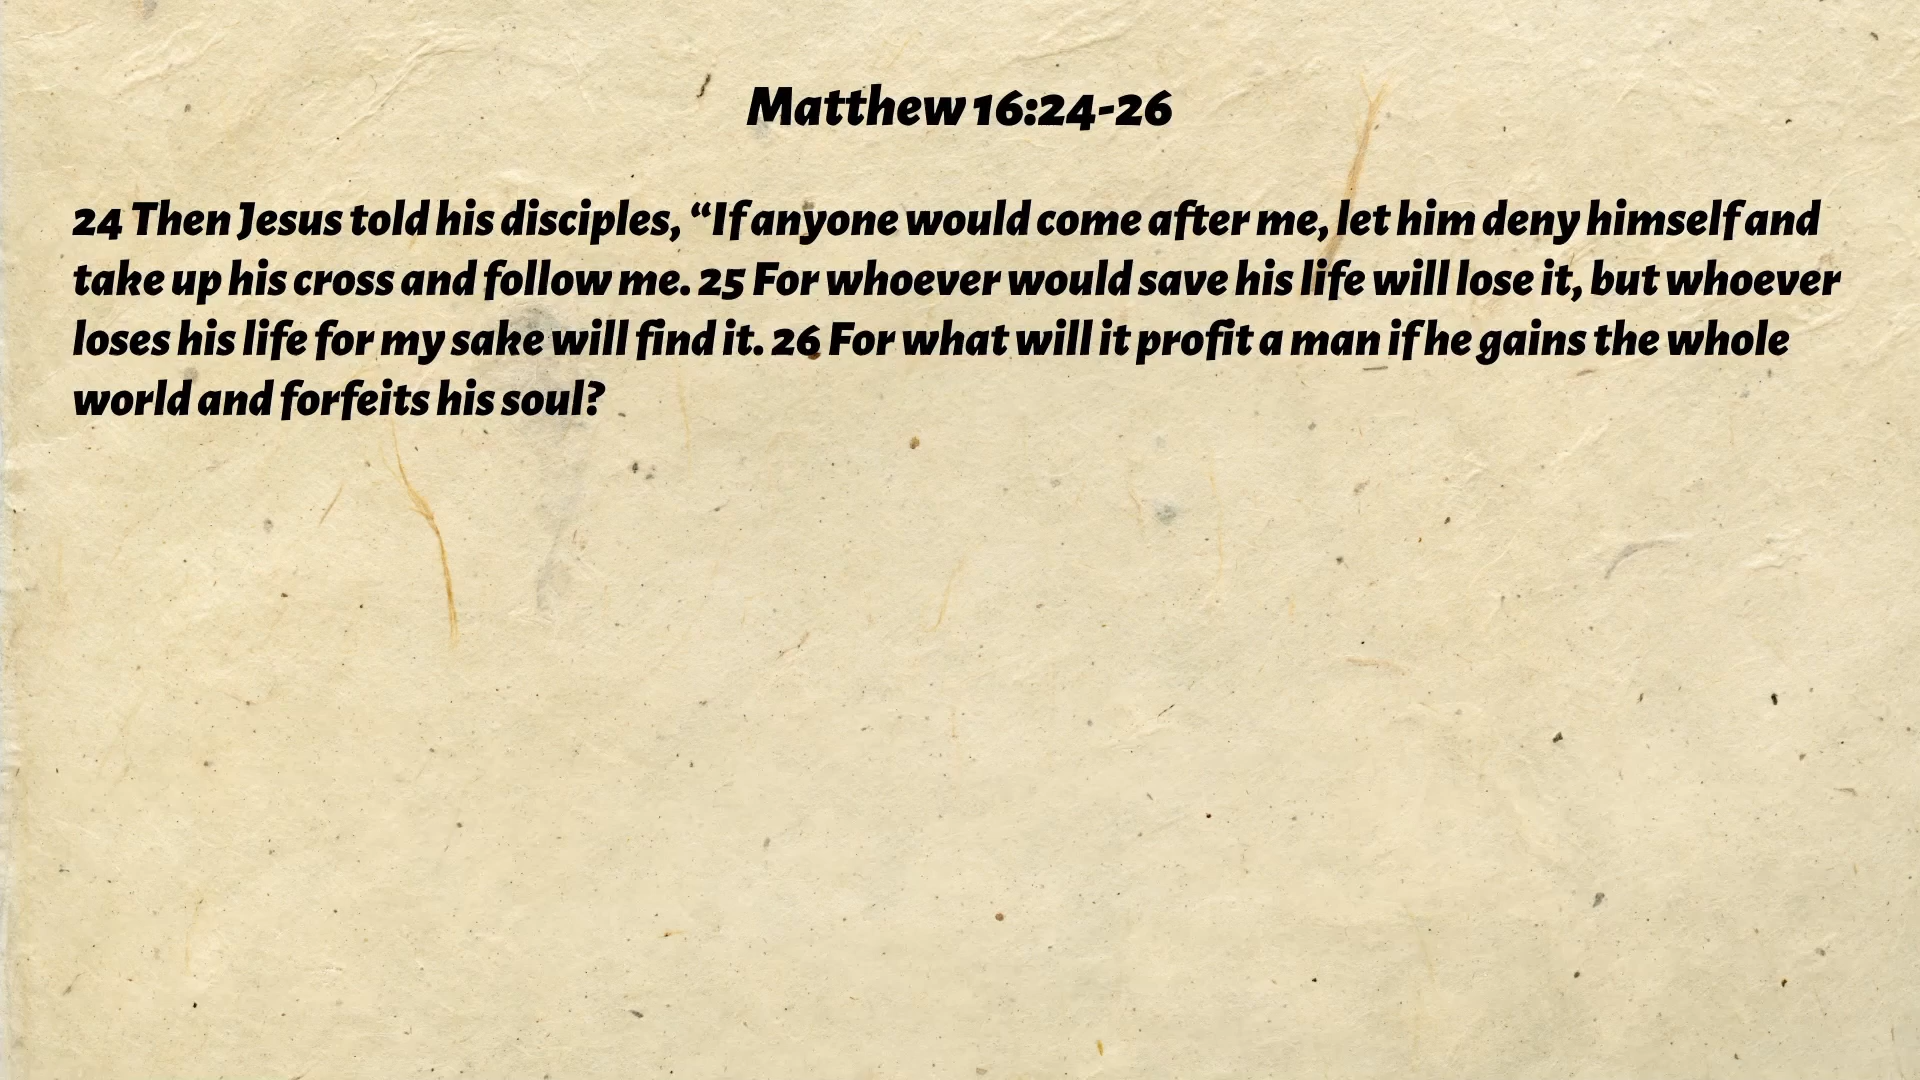 Matthew 16:24-26
24 Then Jesus told his disciples, “If anyone would come after me, let him deny himself and
take up his cross and follow me. 25 For whoever would save his life will lose it, but whoever
loses his life for my sake will find it. 26 For what will it profit a man if he gains the whole
world and forfeits his soul?